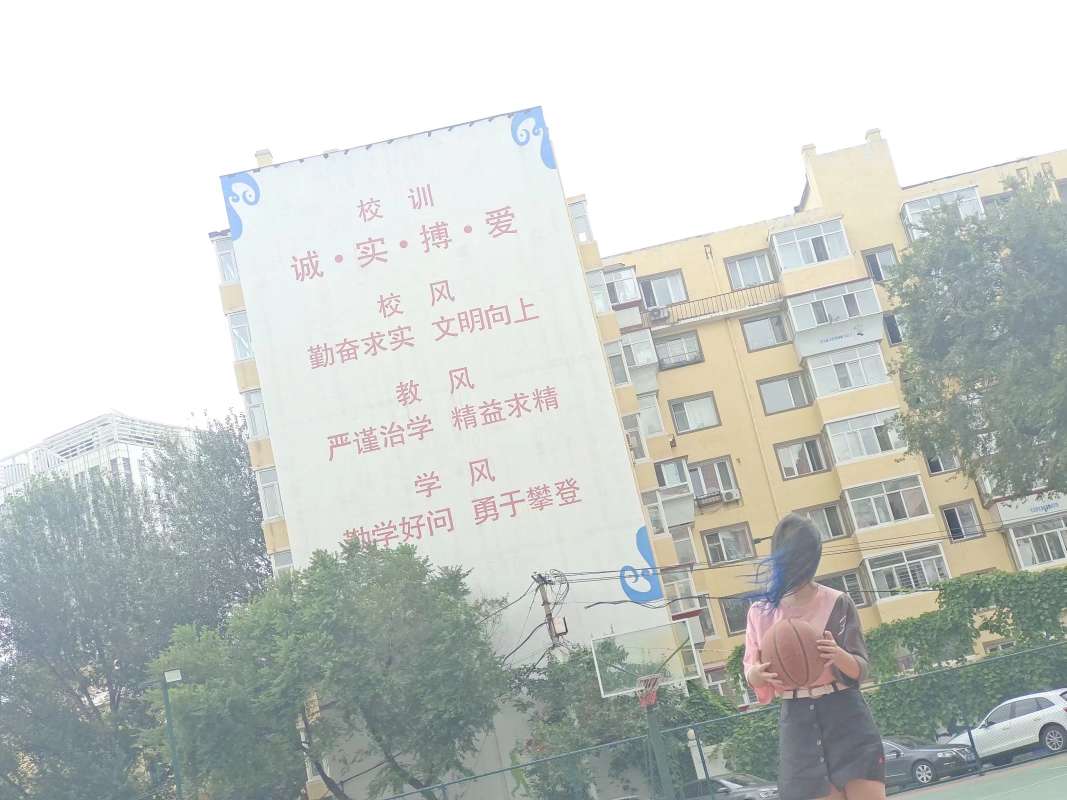 校 训
诚·实·搏·爱
校 风
勤奋求实 文明向上
教 风
严谨治学 精益求精
学 风
勤学好问 勇于攀登